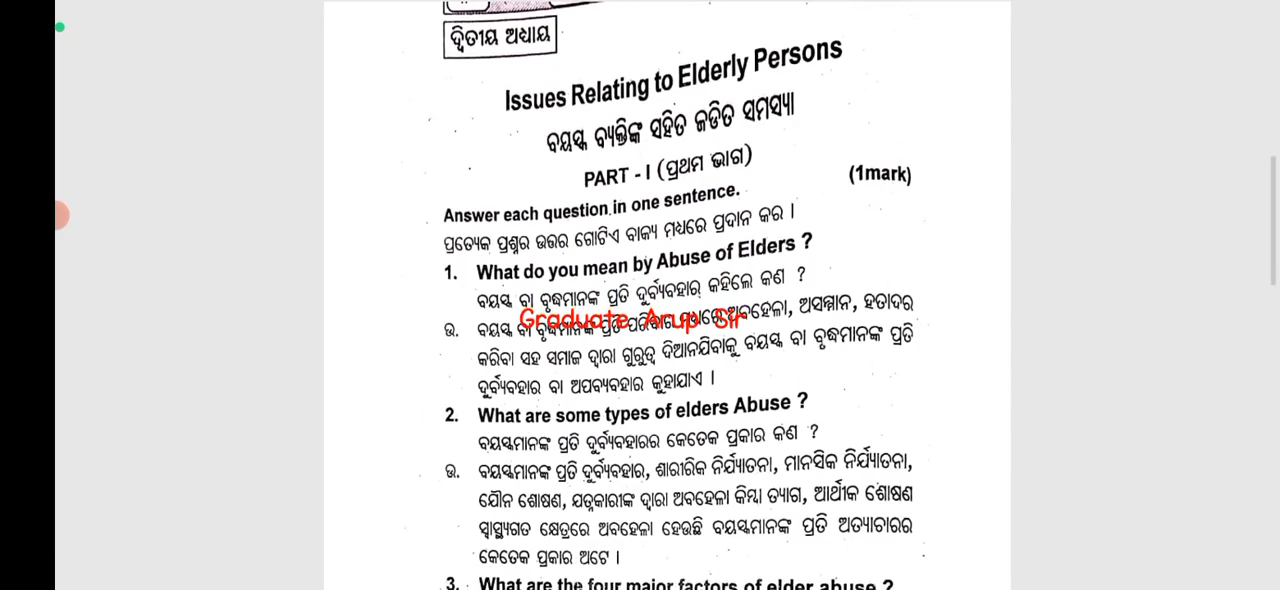 ଦ୍ୱିତୀୟ ଅଧ୍ୟାୟ
Issues Relating to Elderly Persons
ବୟସ୍କ ବ୍ୟକ୍ତିଙ୍କ ସହିତ ଜଡିତ ସମସ୍ୟା
PART - I (ପ୍ରଥମ ଭାଗ)
(1mark)
Answer each question in one sentence.
ପ୍ରତ୍ୟେକ ପ୍ରଶ୍ନର ଉତ୍ତର ଗୋଟିଏ ବାକ୍ୟ ମଧ୍ୟରେ ପ୍ରଦାନ କର ।
1. What do you mean by Abuse of Elders ?
ବୟସ୍କ ବା ବୃଦ୍ଧମାନଙ୍କ ପ୍ରତି ଦୁର୍ବ୍ୟବହାର୍ କହିଲେ କଣ ?
ଉ. ବୟସ୍କ ବା ବୃଦ୍ଧମାନଙ୍କ ପ୍ରତି ପରିବାର ମଧ୍ୟରେ ଅବହେଳା, ଅସମ୍ମାନ, ହତାଦର
Graduate Arup Sir
କରିବା ସହ ସମାଜ ଦ୍ୱାରା ଗୁରୁତ୍ୱ ଦିଆନଯିବାକୁ ବୟସ୍କ ବା ବୃଦ୍ଧମାନଙ୍କ ପ୍ରତି
ଦୁର୍ବ୍ୟବହାର ବା ଅପବ୍ୟବହାର କୁହାଯାଏ ।
2. What are some types of elders Abuse ?
ବୟସ୍କମାନଙ୍କ ପ୍ରତି ଦୁର୍ବ୍ୟବହାରର କେତେକ ପ୍ରକାର କଣ ?
ଉ. ବୟସ୍କମାନଙ୍କ ପ୍ରତି ଦୁର୍ବ୍ୟବହାର, ଶାରୀରିକ ନିର୍ଯ୍ୟାତନା, ମାନସିକ ନିର୍ଯ୍ୟାତନା,
ଯୌନ ଶୋଷଣ, ଯତ୍ନକାରୀଙ୍କ ଦ୍ୱାରା ଅବହେଳା କିମ୍ବା ତ୍ୟାଗ, ଆର୍ଥୀକ ଶୋଷଣ
ସ୍ୱାସ୍ଥ୍ୟଗତ କ୍ଷେତ୍ରରେ ଅବହେଳା ହେଉଛି ବୟସ୍କମାନଙ୍କ ପ୍ରତି ଅତ୍ୟାଚାରର
କେତେକ ପ୍ରକାର ଅଟେ ।
3. What are the four major factors of elder abuse ?